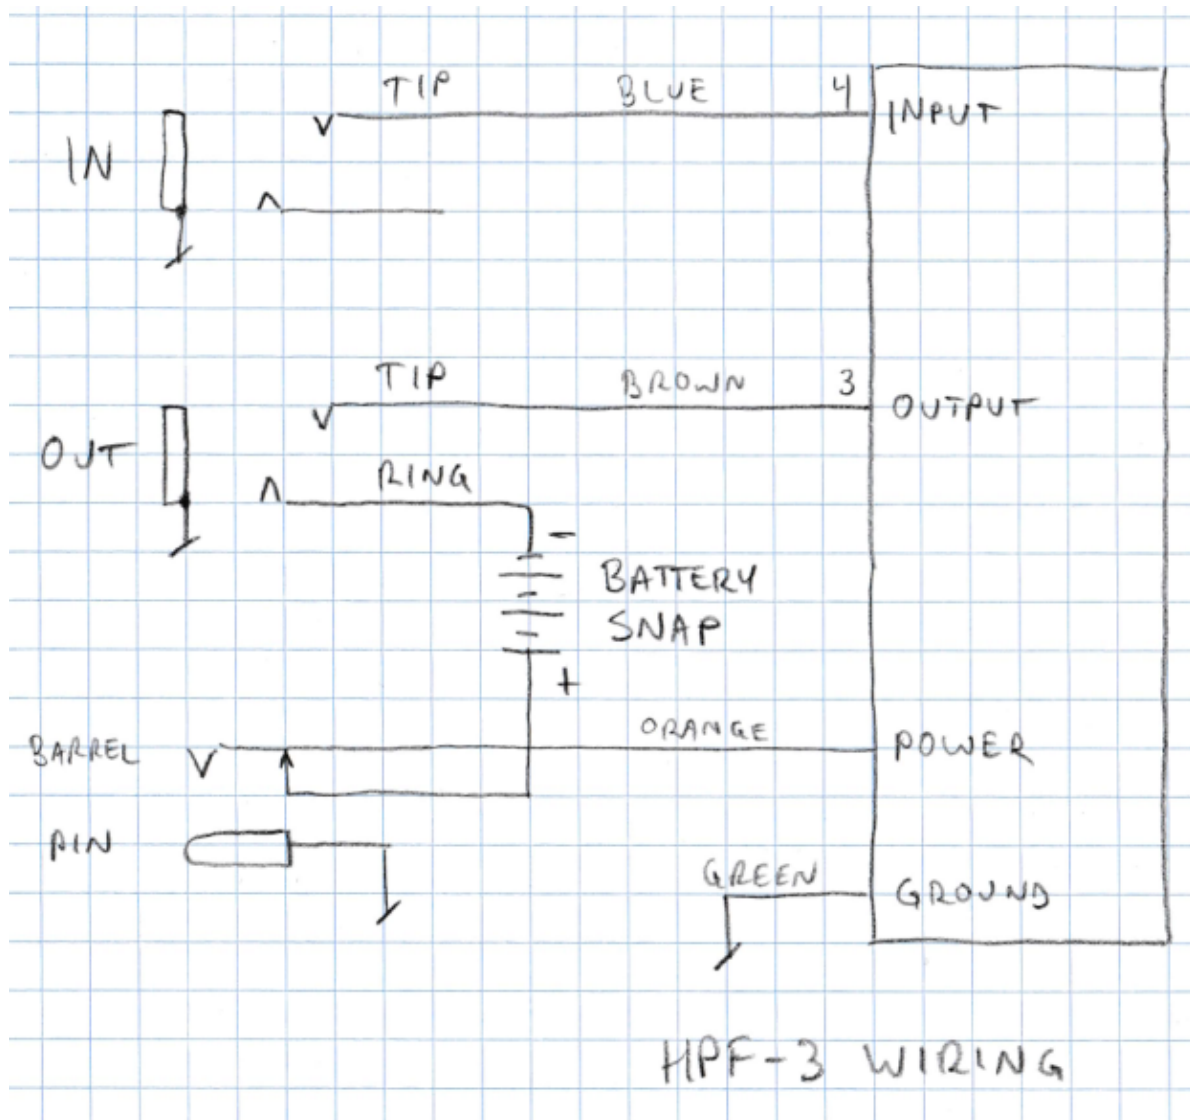 TIP BLUE 4
INPUT
IN
TIP BROWN 3
OUTPUT
OUT
RING
-
BATTERY
SNAP
+
ORANGE
BARREL
POWER
PIN
GREEN
GROUND
HPF-3 WIRING